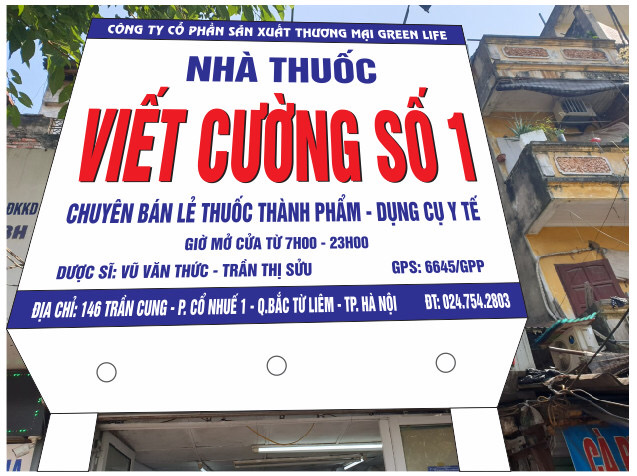 CÔNG TY CỔ PHẦN SẢN XUẤT THƯƠNG MẠI GREEN LIFE
NHÀ THUỐC
VIẾT CƯỜNG SỐ 1
CHUYÊN BÁN LẺ THUỐC THÀNH PHẨM - DỤNG CỤ Y TẾ
GIỜ MỞ CỬA TỪ 7H00 - 23H00
DƯỢC SĨ: VŨ VĂN THỨC - TRẦN THỊ SỬU GPS: 6645/GPP
ĐỊA CHỈ: 146 TRẦN CUNG - P. CỔ NHUẾ 1 - Q.BẮC TỪ LIÊM - TP. HÀ NỘI ĐT: 024.754.2803
ĐKKD